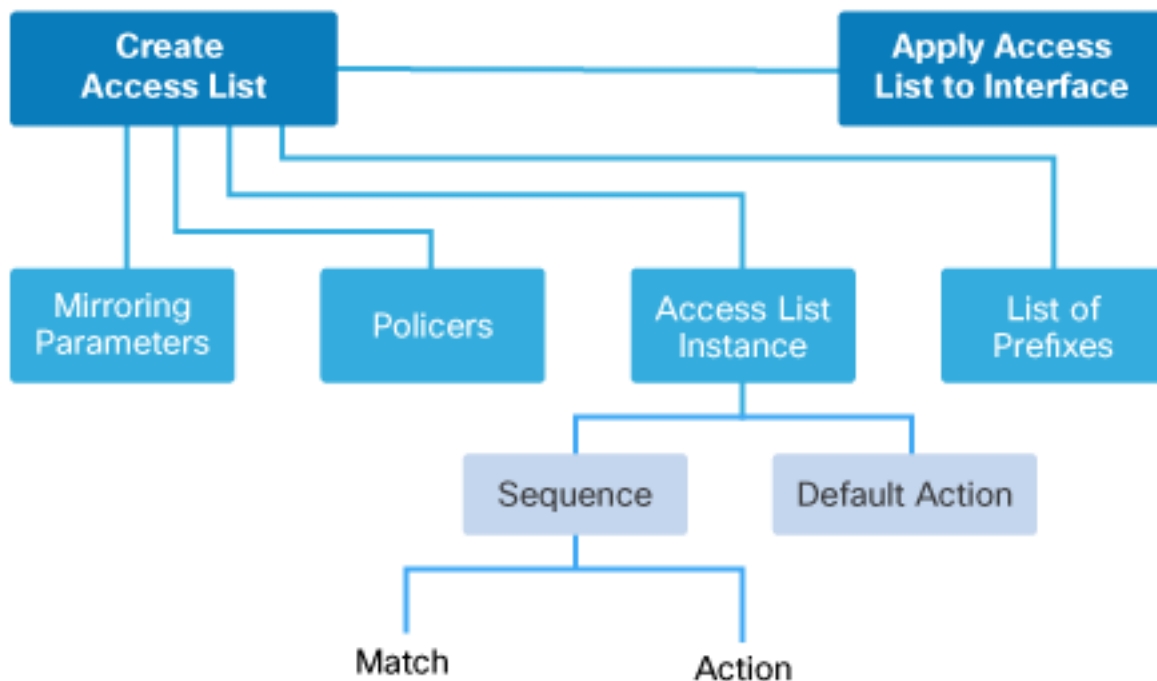 Create
Access List
Apply Access
List to Interface
Mirroring
Parameters
Policers
Access List
Instance
List of
Prefixes
Sequence
Default Action
Match
Action